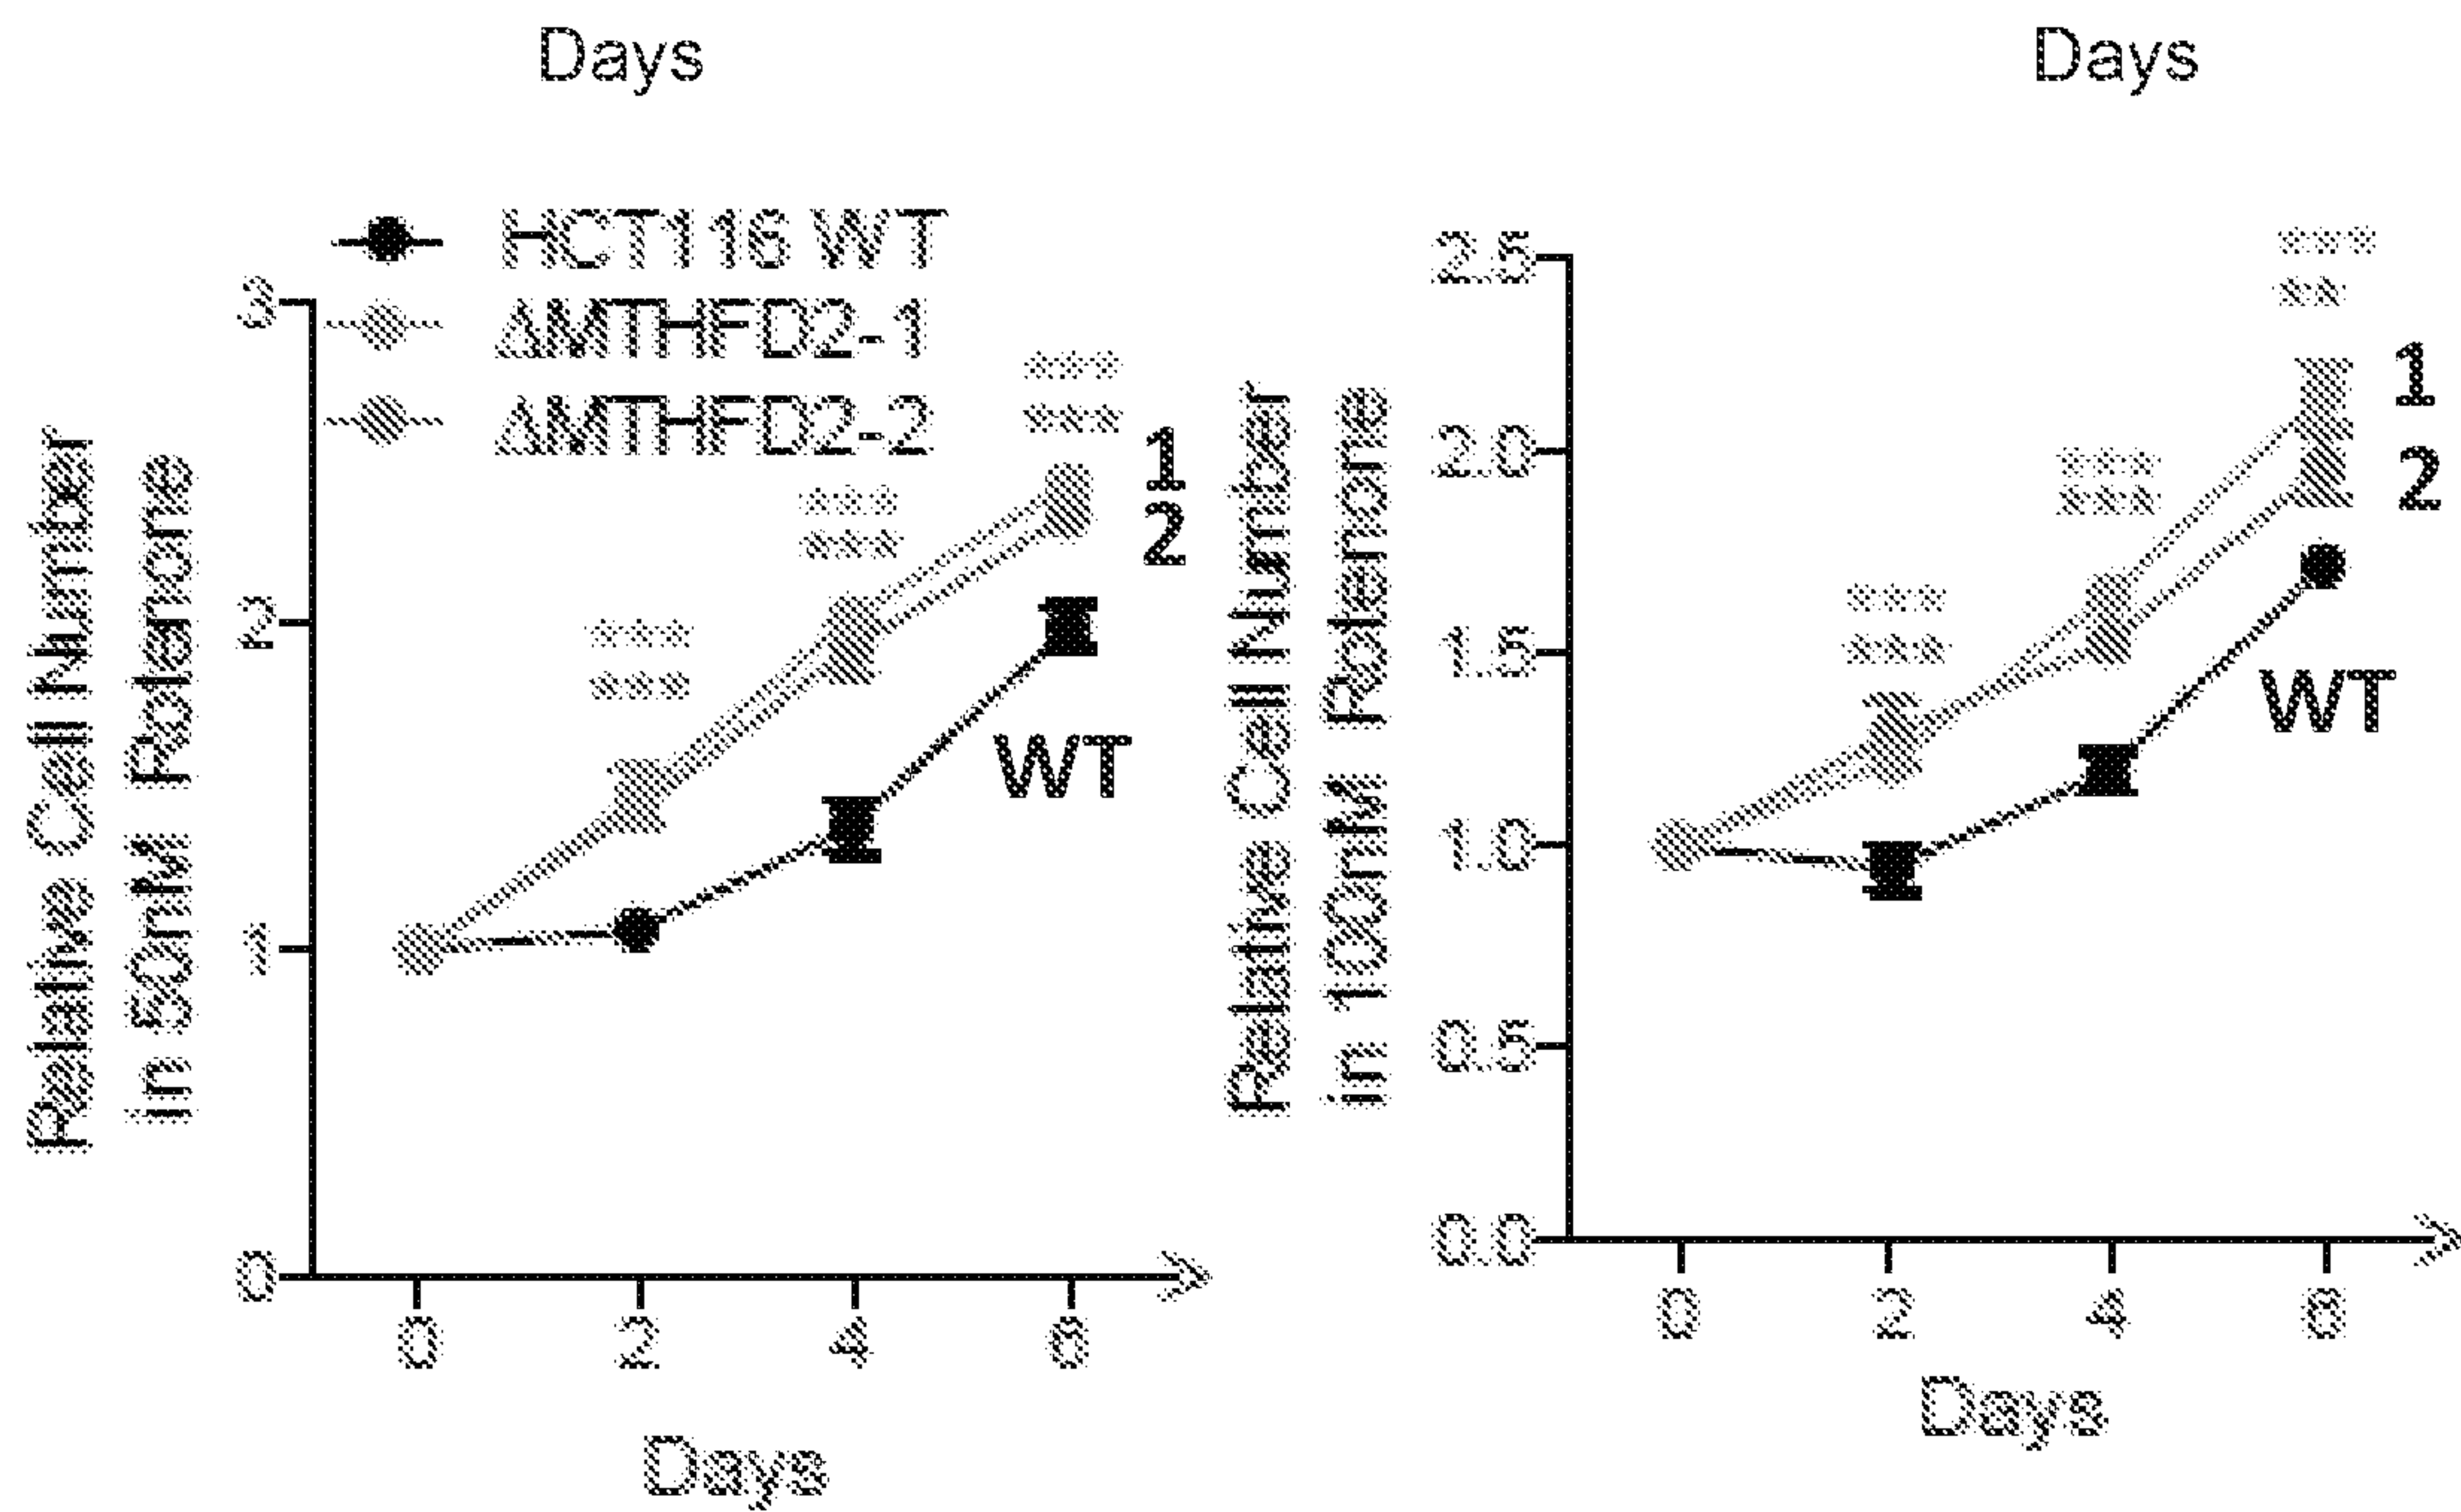 Days
Days
HCT116 WT
ΔMTHFD2-1
ΔMTHFD2-2
Relative Cell Number
in 50nM Rotenone
3
2
1
0
***
***
***
***
***
***
1
2
WT
0 2 4 6
Days
Relative Cell Number
in 100nM Rotenone
2.5
2.0
1.5
1.0
0.5
0.0
***
***
***
***
***
**
1
2
WT
0 2 4 6
Days